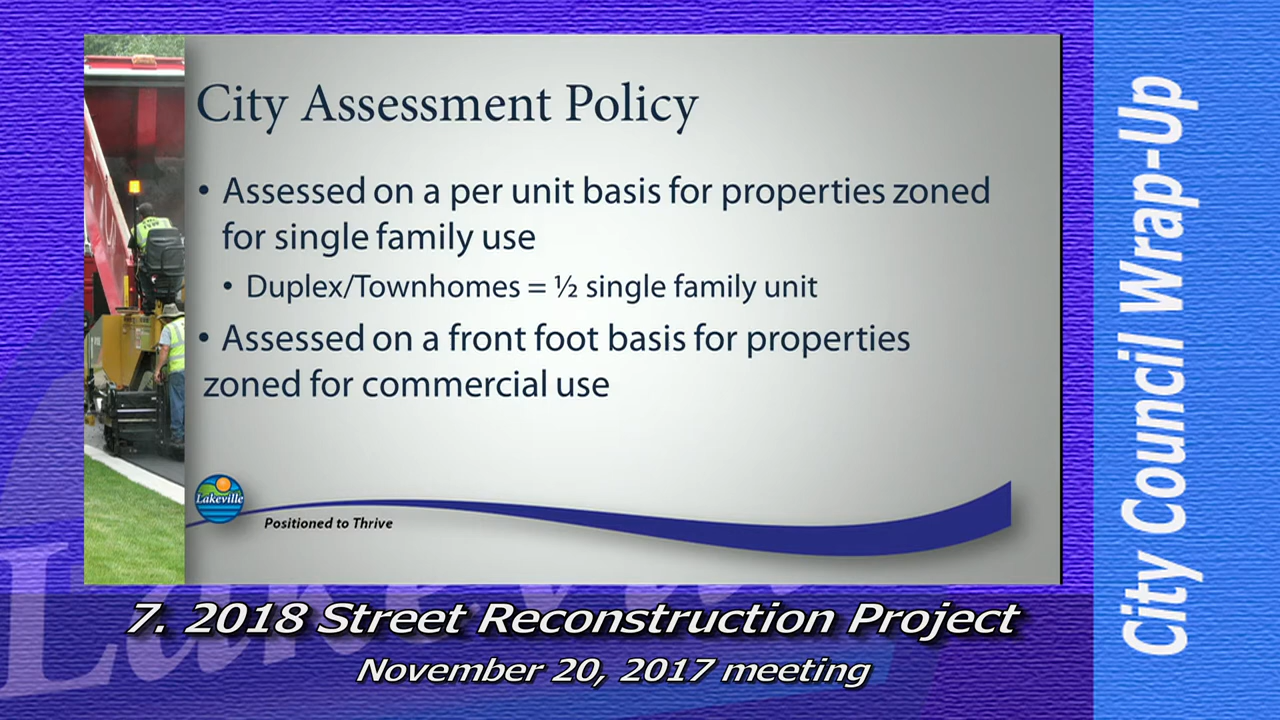 City Assessment Policy
• Assessed on a per unit basis for properties zoned
for single family use
• Duplex/Townhomes = ½ single family unit
• Assessed on a front foot basis for properties
zoned for commercial use
Lakeville
Positioned to Thrive
7. 2018 Street Reconstruction Project
November 20, 2017 meeting
City Council Wrap-Up